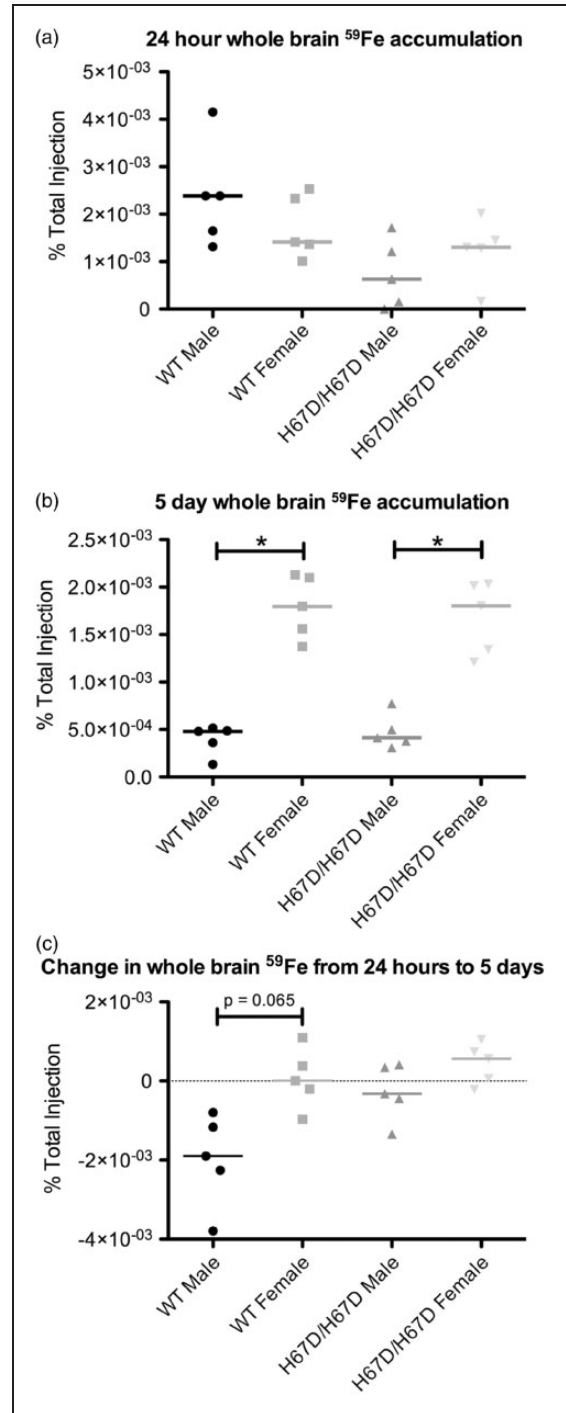 (a)
24 hour whole brain ⁵⁹Fe accumulation
% Total Injection
5×10⁻⁰³
4×10⁻⁰³
3×10⁻⁰³
2×10⁻⁰³
1×10⁻⁰³
0
WT Male
WT Female
H67D/H67D Male
H67D/H67D Female
(b)
5 day whole brain ⁵⁹Fe accumulation
% Total Injection
2.5×10⁻⁰³
2.0×10⁻⁰³
1.5×10⁻⁰³
1.0×10⁻⁰³
5.0×10⁻⁰⁴
0.0
*
*
WT Male
WT Female
H67D/H67D Male
H67D/H67D Female
(c)
Change in whole brain ⁵⁹Fe from 24 hours to 5 days
% Total Injection
2×10⁻⁰³
0
-2×10⁻⁰³
-4×10⁻⁰³
p = 0.065
WT Male
WT Female
H67D/H67D Male
H67D/H67D Female